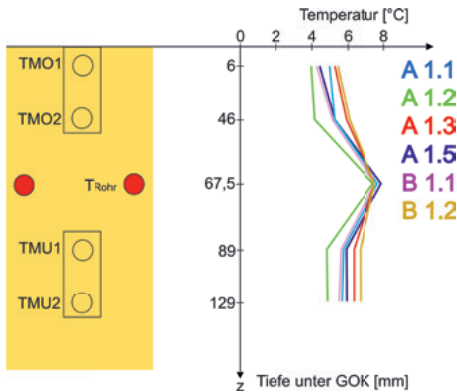 Temperatur [°C]
0 2 4 6 8
TMO1
TMO2
TRohr
TMU1
TMU2
6
46
67,5
89
129
A 1.1
A 1.2
A 1.3
A 1.5
B 1.1
B 1.2
z
Tiefe unter GOK [mm]